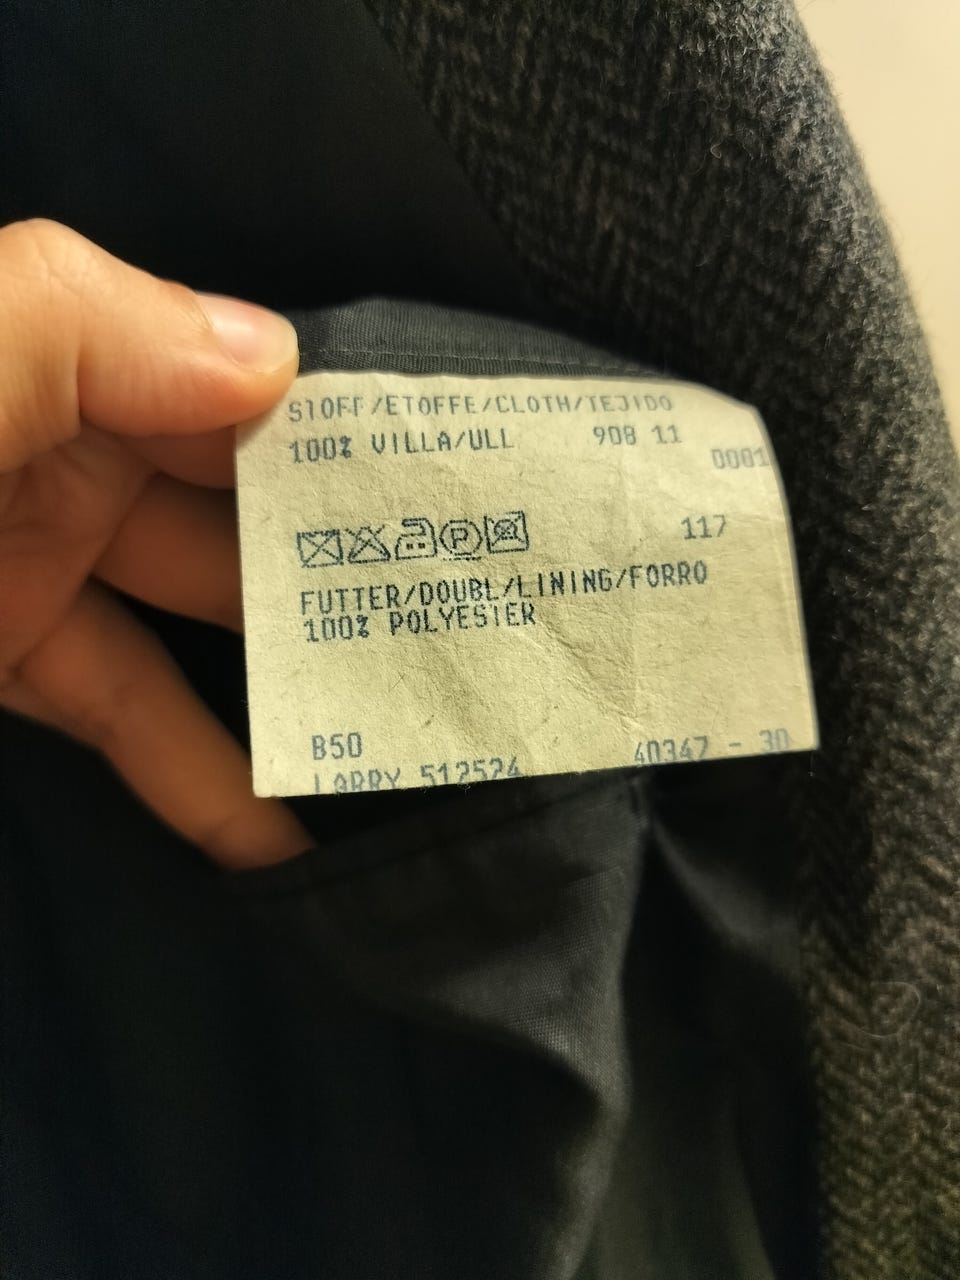 STOFF/ETOFFE/CLOTH/TEJIDO
100% VILLA/ULL 908 11
0001
P 117
FUTTER/DOUBL/LINING/FORRO
100% POLYESTER
B50 40347 - 30
LARRY 512524